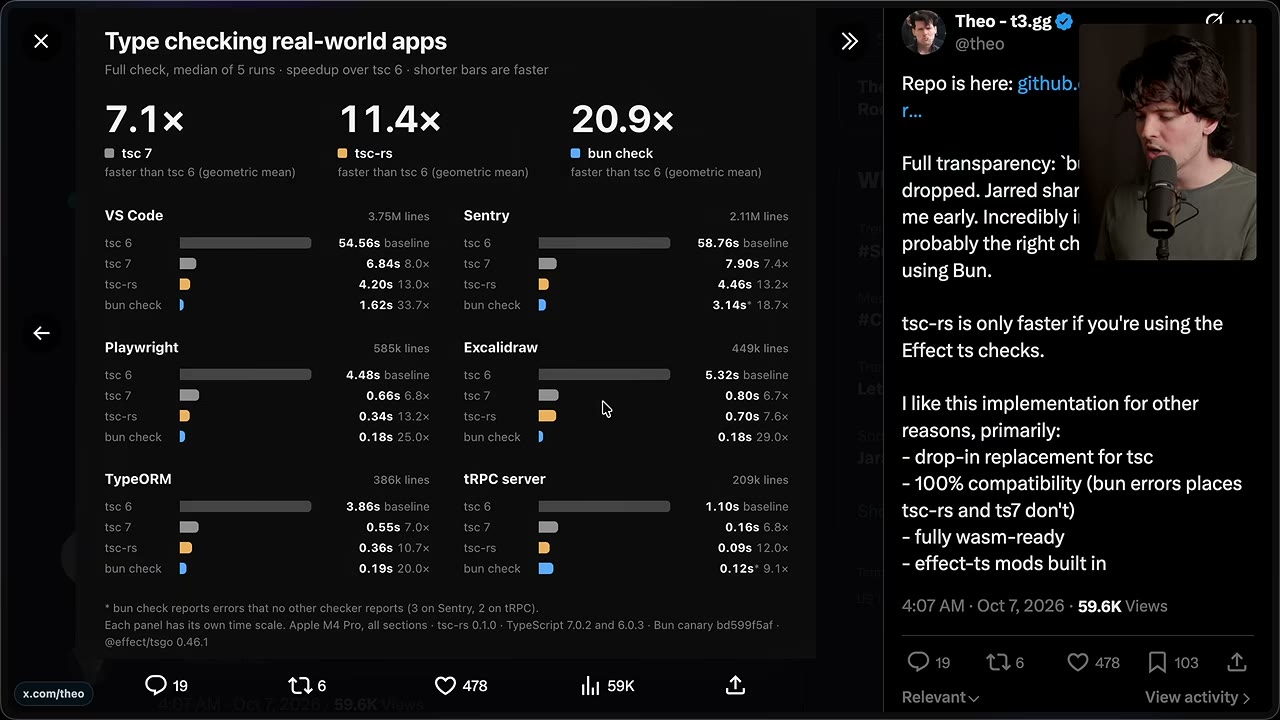 Type checking real-world apps
Full check, median of 5 runs · speedup over tsc 6 · shorter bars are faster
7.1× 11.4× 20.9×
tsc 7 tsc-rs bun check
faster than tsc 6 (geometric mean) faster than tsc 6 (geometric mean) faster than tsc 6 (geometric mean)
VS Code 3.75M lines
tsc 6 54.56s baseline
tsc 7 6.84s 8.0×
tsc-rs 4.20s 13.0×
bun check 1.62s 33.7×
Sentry 2.11M lines
tsc 6 58.76s baseline
tsc 7 7.90s 7.4×
tsc-rs 4.46s 13.2×
bun check 3.14s* 18.7×
Playwright 585k lines
tsc 6 4.48s baseline
tsc 7 0.66s 6.8×
tsc-rs 0.34s 13.2×
bun check 0.18s 25.0×
Excalidraw 449k lines
tsc 6 5.32s baseline
tsc 7 0.80s 6.7×
tsc-rs 0.70s 7.6×
bun check 0.18s 29.0×
TypeORM 386k lines
tsc 6 3.86s baseline
tsc 7 0.55s 7.0×
tsc-rs 0.36s 10.7×
bun check 0.19s 20.0×
tRPC server 209k lines
tsc 6 1.10s baseline
tsc 7 0.16s 6.8×
tsc-rs 0.09s 12.0×
bun check 0.12s* 9.1×
* bun check reports errors that no other checker reports (3 on Sentry, 2 on tRPC).
Each panel has its own time scale. Apple M4 Pro, all sections · tsc-rs 0.1.0 · TypeScript 7.0.2 and 6.0.3 · Bun canary bd599f5af ·
@effect/tsgo 0.46.1
19 6 478 59K
x.com/theo
Theo - t3.gg
@theo
Repo is here: github.
r...
Full transparency: `b
dropped. Jarred shar
me early. Incredibly i
probably the right ch
using Bun.
tsc-rs is only faster if you're using the
Effect ts checks.
I like this implementation for other
reasons, primarily:
- drop-in replacement for tsc
- 100% compatibility (bun errors places
tsc-rs and ts7 don't)
- fully wasm-ready
- effect-ts mods built in
4:07 AM · Oct 7, 2026 · 59.6K Views
19 6 478 103
Relevant View activity